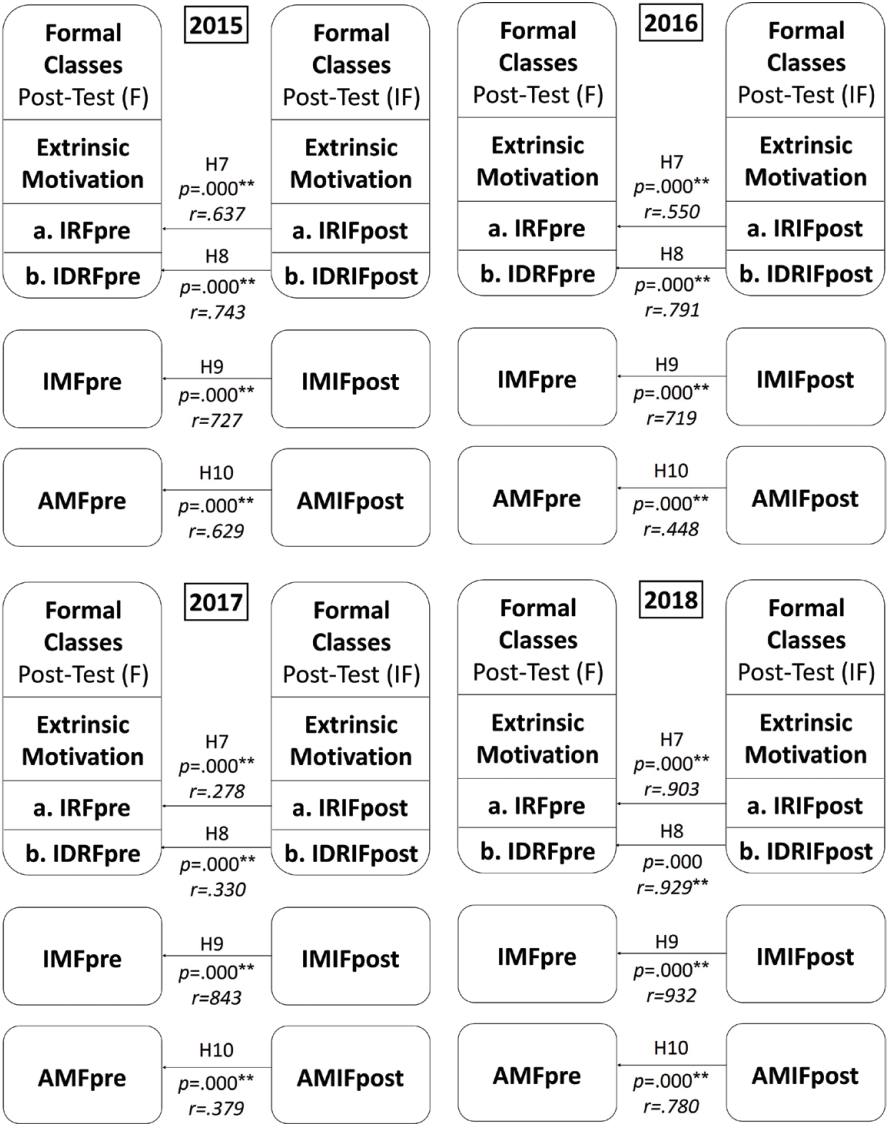 2015
Formal
Classes
Post-Test (F)
Extrinsic
Motivation
a. IRFpre
b. IDRFpre
H7
p=.000**
r=.637
H8
p=.000**
r=.743
Formal
Classes
Post-Test (IF)
Extrinsic
Motivation
a. IRIFpost
b. IDRIFpost
IMFpre
H9
p=.000**
r=727
IMIFpost
AMFpre
H10
p=.000**
r=.629
AMIFpost
2016
Formal
Classes
Post-Test (F)
Extrinsic
Motivation
a. IRFpre
b. IDRFpre
H7
p=.000**
r=.550
H8
p=.000**
r=.791
Formal
Classes
Post-Test (IF)
Extrinsic
Motivation
a. IRIFpost
b. IDRIFpost
IMFpre
H9
p=.000**
r=719
IMIFpost
AMFpre
H10
p=.000**
r=.448
AMIFpost
2017
Formal
Classes
Post-Test (F)
Extrinsic
Motivation
a. IRFpre
b. IDRFpre
H7
p=.000**
r=.278
H8
p=.000**
r=.330
Formal
Classes
Post-Test (IF)
Extrinsic
Motivation
a. IRIFpost
b. IDRIFpost
IMFpre
H9
p=.000**
r=843
IMIFpost
AMFpre
H10
p=.000**
r=.379
AMIFpost
2018
Formal
Classes
Post-Test (F)
Extrinsic
Motivation
a. IRFpre
b. IDRFpre
H7
p=.000**
r=.903
H8
p=.000
r=.929**
Formal
Classes
Post-Test (IF)
Extrinsic
Motivation
a. IRIFpost
b. IDRIFpost
IMFpre
H9
p=.000**
r=932
IMIFpost
AMFpre
H10
p=.000**
r=.780
AMIFpost